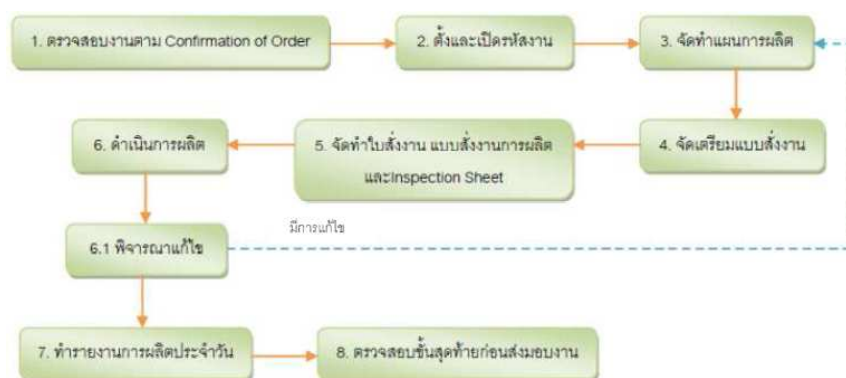 1. ตรวจสอบงานตาม Confirmation of Order
2. ตั้งและเปิดรหัสงาน
3. จัดทำแผนการผลิต
4. จัดเตรียมแบบสั่งงาน
5. จัดทำใบสั่งงาน แบบสั่งงานการผลิต
และInspection Sheet
6. ดำเนินการผลิต
6.1 พิจารณาแก้ไข
มีการแก้ไข
7. ทำรายงานการผลิตประจำวัน
8. ตรวจสอบขั้นสุดท้ายก่อนส่งมอบงาน